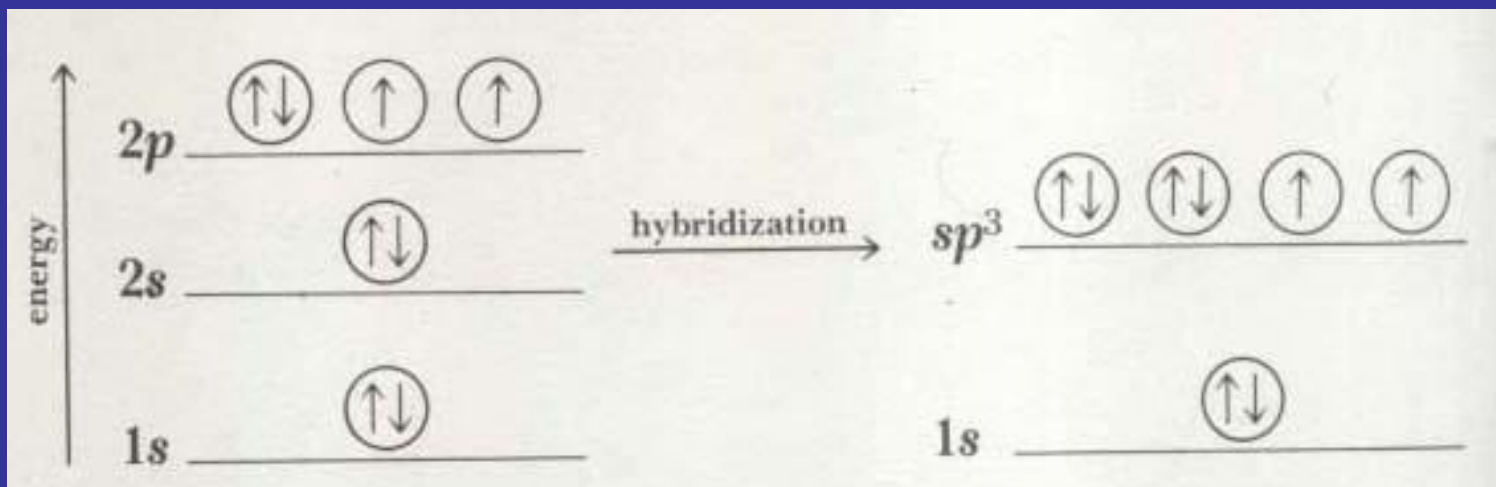 energy
2p
2s
1s
hybridization
sp³
1s